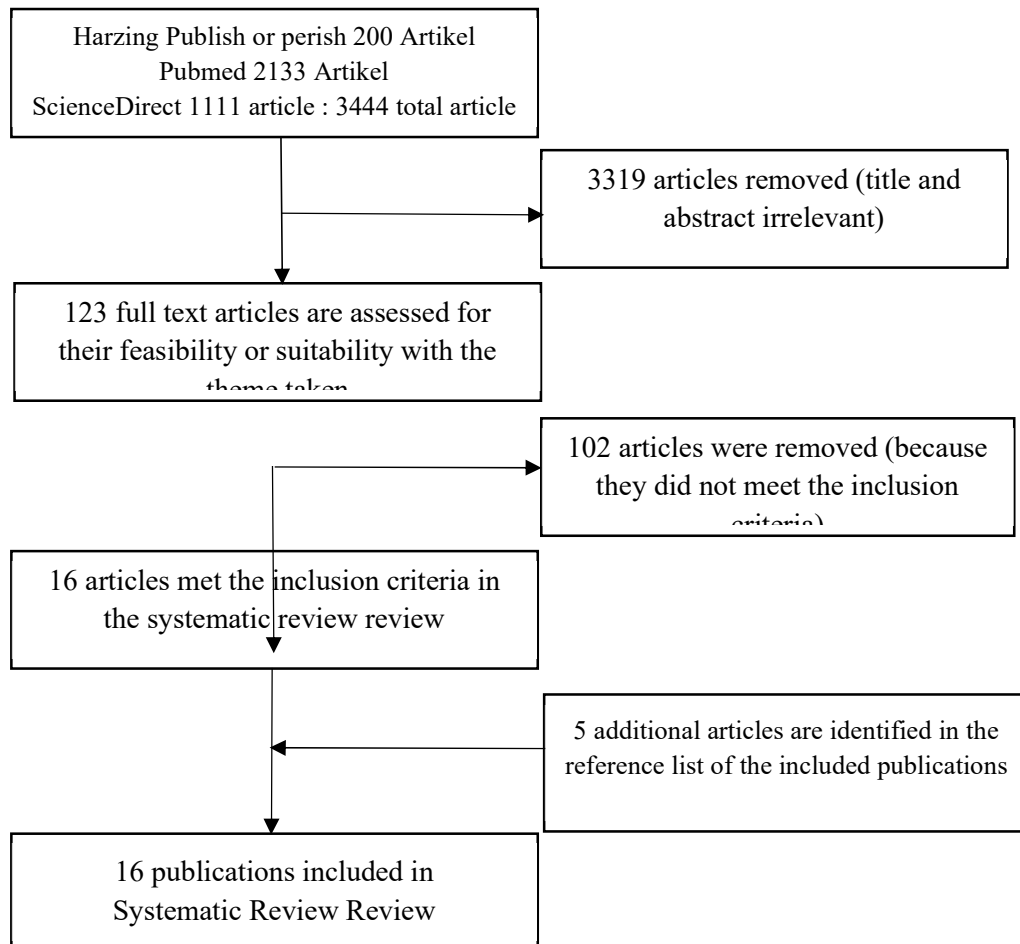 Harzing Publish or perish 200 Artikel
Pubmed 2133 Artikel
ScienceDirect 1111 article : 3444 total article
3319 articles removed (title and
abstract irrelevant)
123 full text articles are assessed for
their feasibility or suitability with the
theme taken
102 articles were removed (because
they did not meet the inclusion
criteria)
16 articles met the inclusion criteria in
the systematic review review
5 additional articles are identified in the
reference list of the included publications
16 publications included in
Systematic Review Review